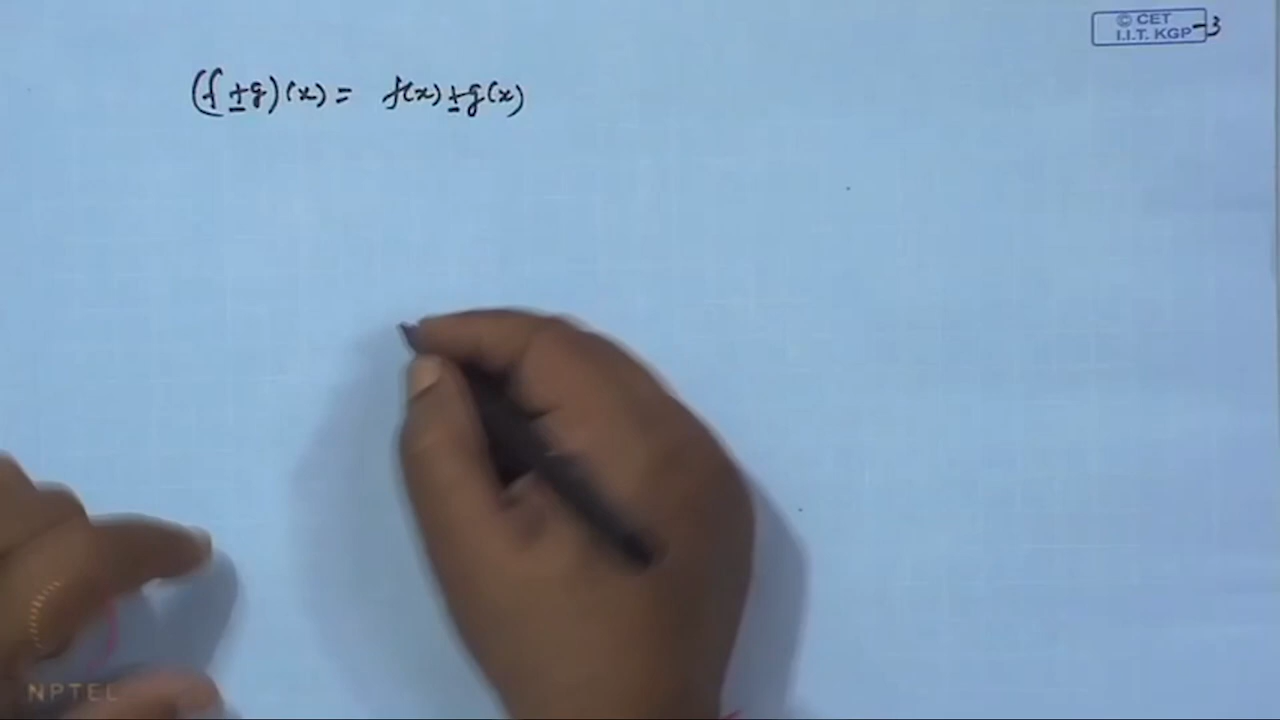 © CET
I.I.T. KGP -3
(f ± g)(x) = f(x) ± g(x)
NPTEL